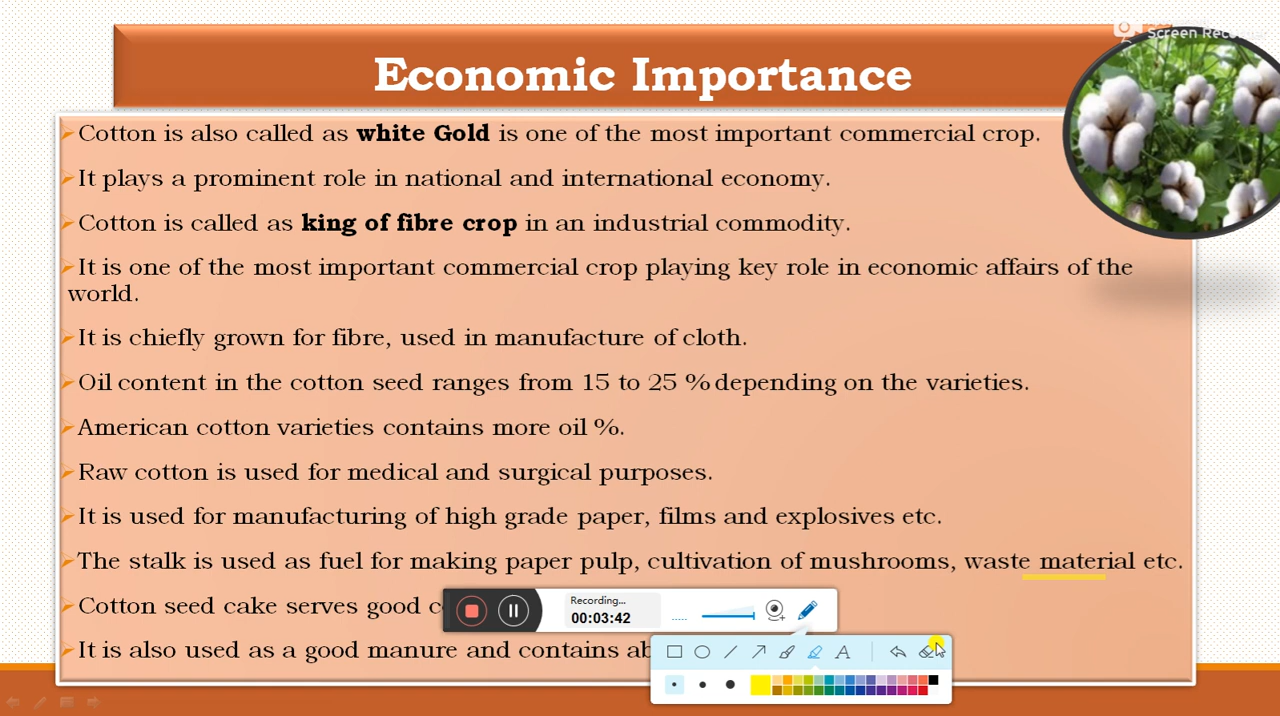 Screen Recorder
Economic Importance
Cotton is also called as white Gold is one of the most important commercial crop.
It plays a prominent role in national and international economy.
Cotton is called as king of fibre crop in an industrial commodity.
It is one of the most important commercial crop playing key role in economic affairs of the
world.
It is chiefly grown for fibre, used in manufacture of cloth.
Oil content in the cotton seed ranges from 15 to 25 % depending on the varieties.
American cotton varieties contains more oil %.
Raw cotton is used for medical and surgical purposes.
It is used for manufacturing of high grade paper, films and explosives etc.
The stalk is used as fuel for making paper pulp, cultivation of mushrooms, waste material etc.
Cotton seed cake serves good
Recording...
00:03:42
It is also used as a good manure and contains
A